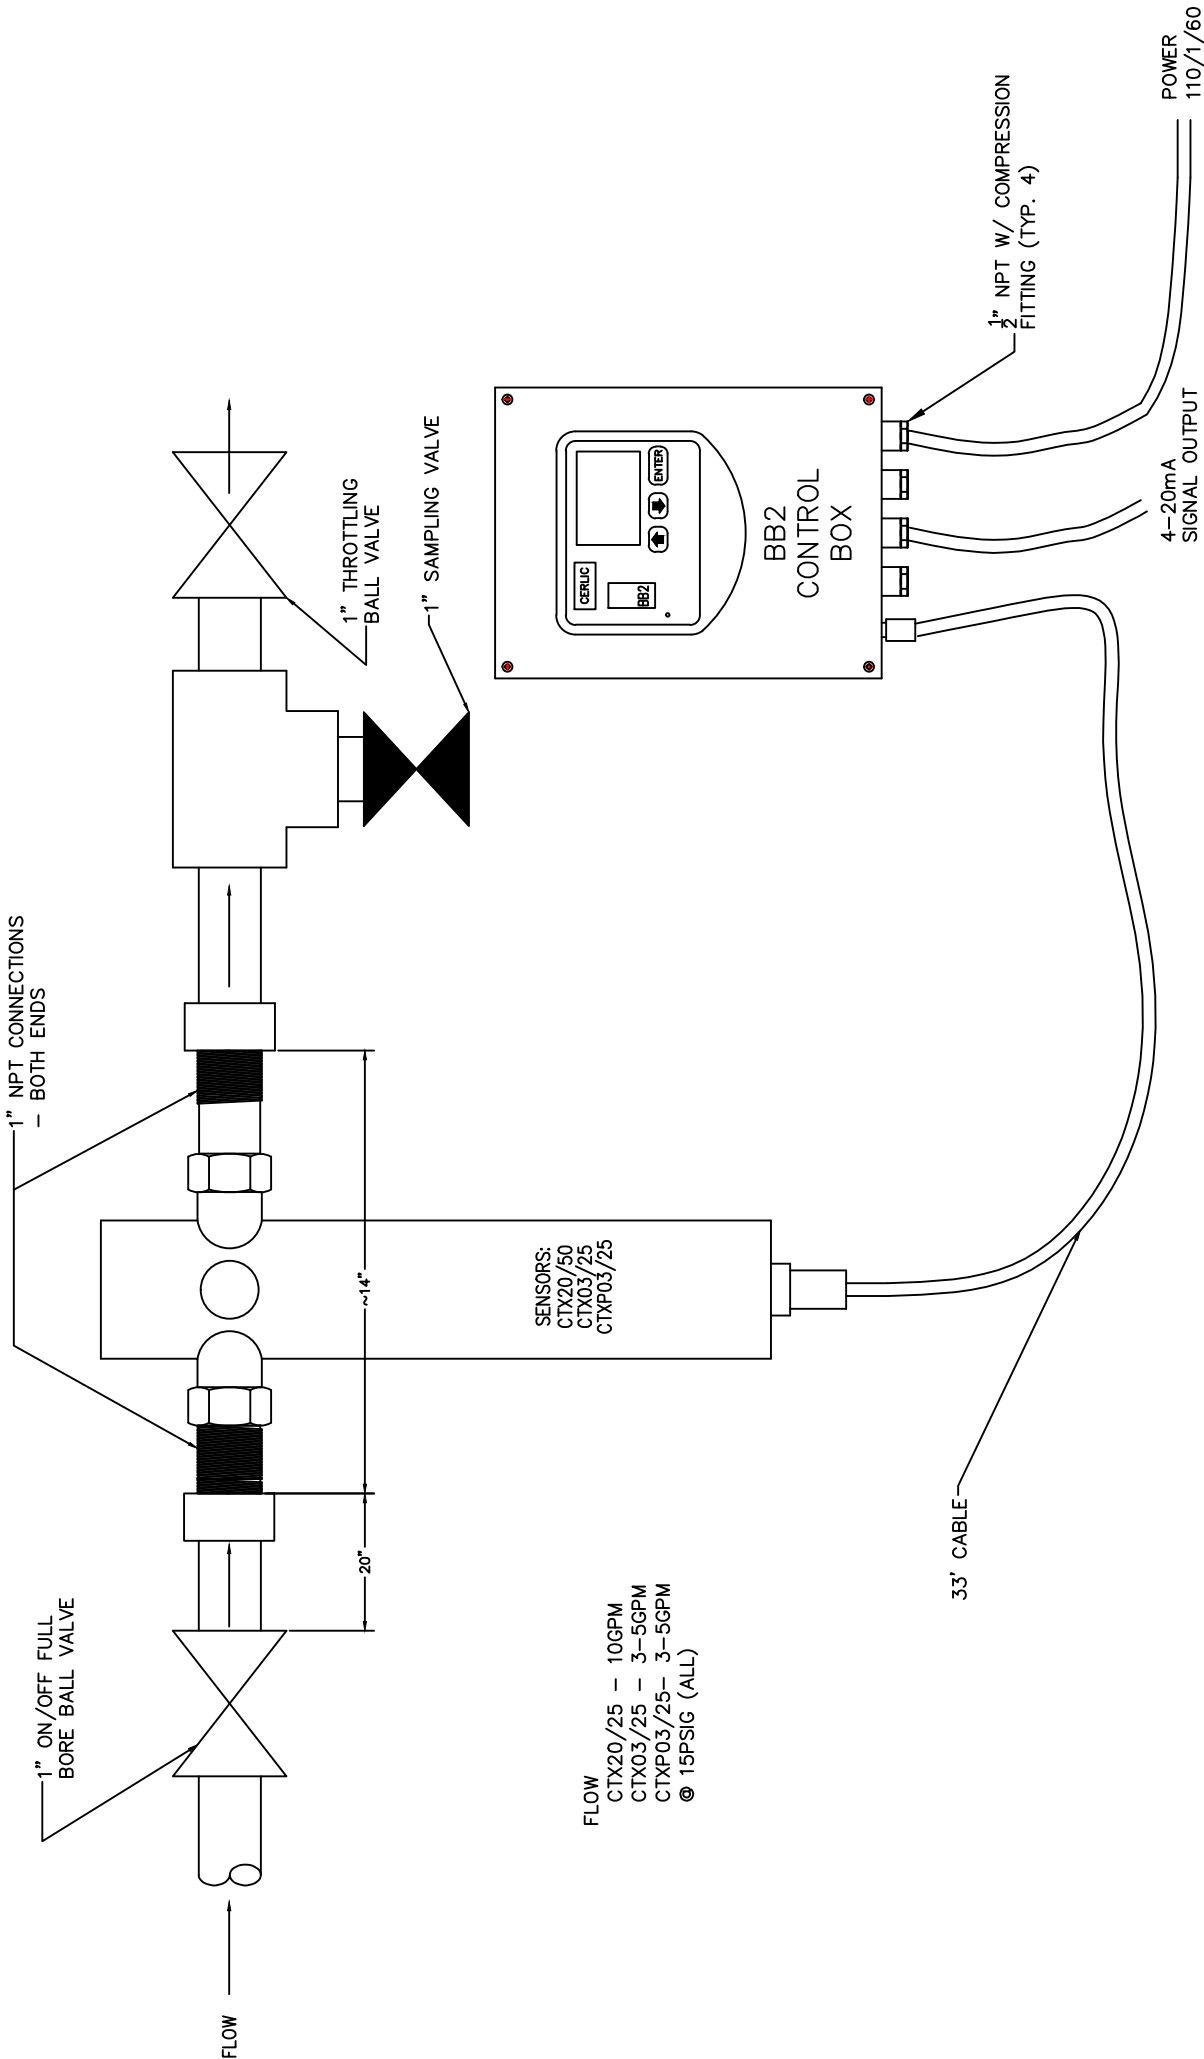 1" NPT CONNECTIONS
- BOTH ENDS
1" ON/OFF FULL
BORE BALL VALVE
FLOW
20"
~14"
1" THROTTLING
BALL VALVE
1" SAMPLING VALVE
SENSORS:
CTX20/50
CTX03/25
CTXP03/25
FLOW
CTX20/25 - 10GPM
CTX03/25 - 3-5GPM
CTXP03/25- 3-5GPM
@ 15PSIG (ALL)
33' CABLE
CERLIC
BB2
ENTER
BB2
CONTROL
BOX
1/2" NPT W/ COMPRESSION
FITTING (TYP. 4)
4-20mA
SIGNAL OUTPUT
POWER
110/1/60